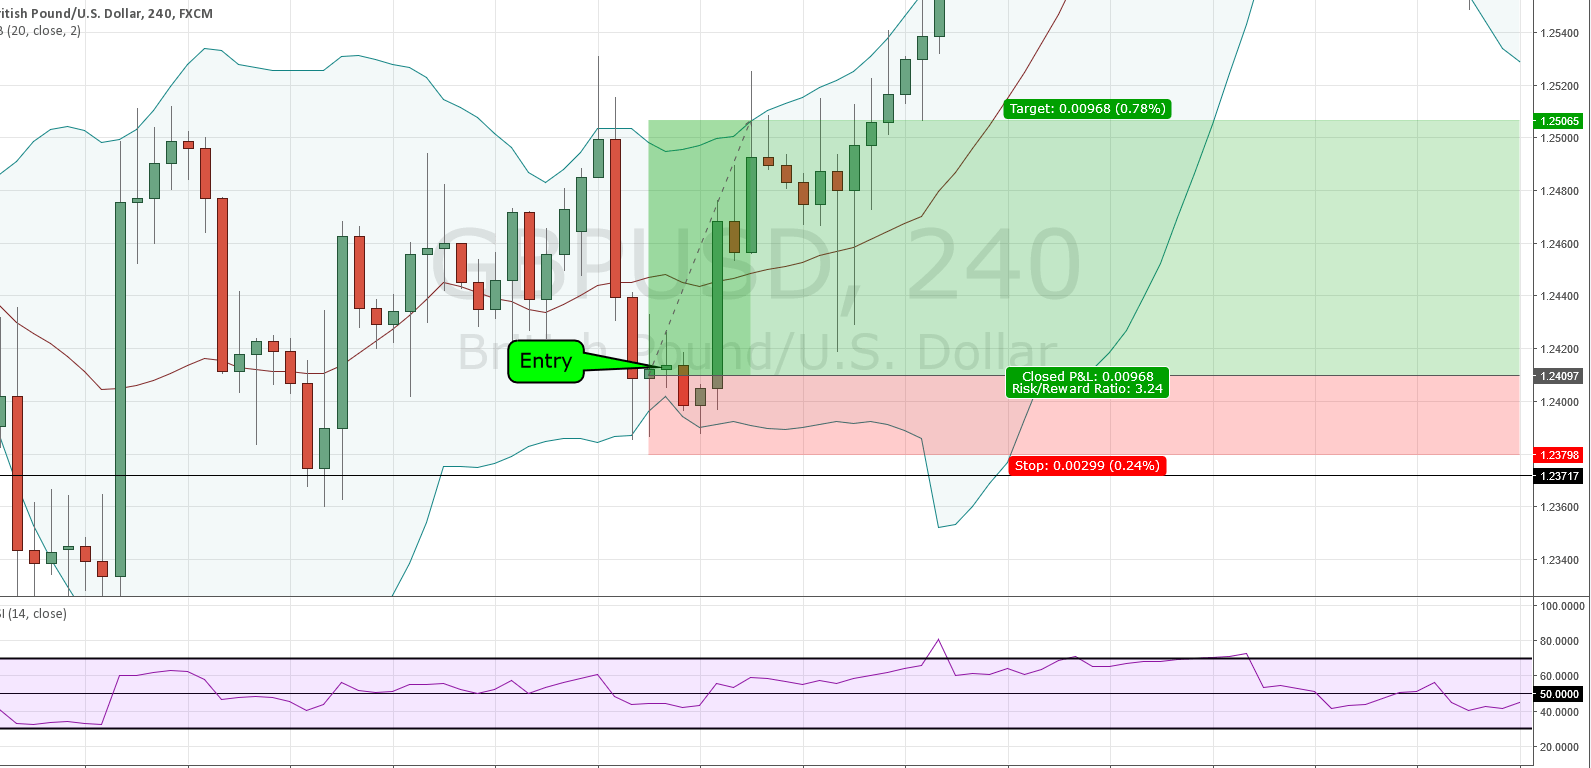 ritish Pound/U.S. Dollar, 240, FXCM
(20, close, 2)
GBPUSD, 240
British Pound/U.S. Dollar
Entry
Target: 0.00968 (0.78%)
Closed P&L: 0.00968
Risk/Reward Ratio: 3.24
Stop: 0.00299 (0.24%)
1.25400
1.25200
1.25065
1.25000
1.24800
1.24600
1.24400
1.24200
1.24097
1.24000
1.23798
1.23717
1.23600
1.23400
(14, close)
100.0000
80.0000
60.0000
50.0000
40.0000
20.0000